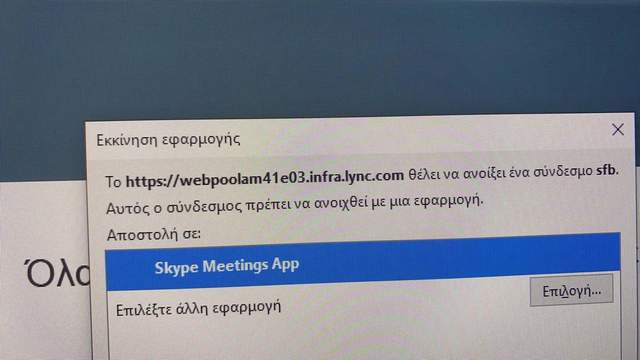 Εκκίνηση εφαρμογής
Το https://webpoolam41e03.infra.lync.com θέλει να ανοίξει ένα σύνδεσμο sfb.
Αυτός ο σύνδεσμος πρέπει να ανοιχθεί με μια εφαρμογή.
Αποστολή σε:
Όλα
Skype Meetings App
Επιλέξτε άλλη εφαρμογή
Επιλογή...